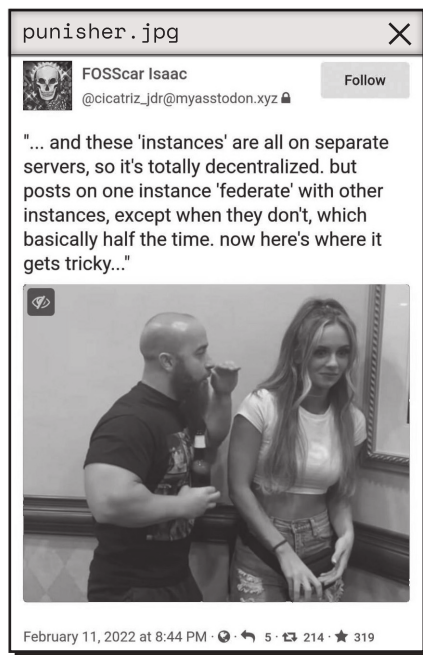 punisher.jpg
FOSScar Isaac
@cicatriz_jdr@myasstodon.xyz
Follow
"... and these 'instances' are all on separate
servers, so it's totally decentralized. but
posts on one instance 'federate' with other
instances, except when they don't, which
basically half the time. now here's where it
gets tricky..."
February 11, 2022 at 8:44 PM · 5 · 214 · 319